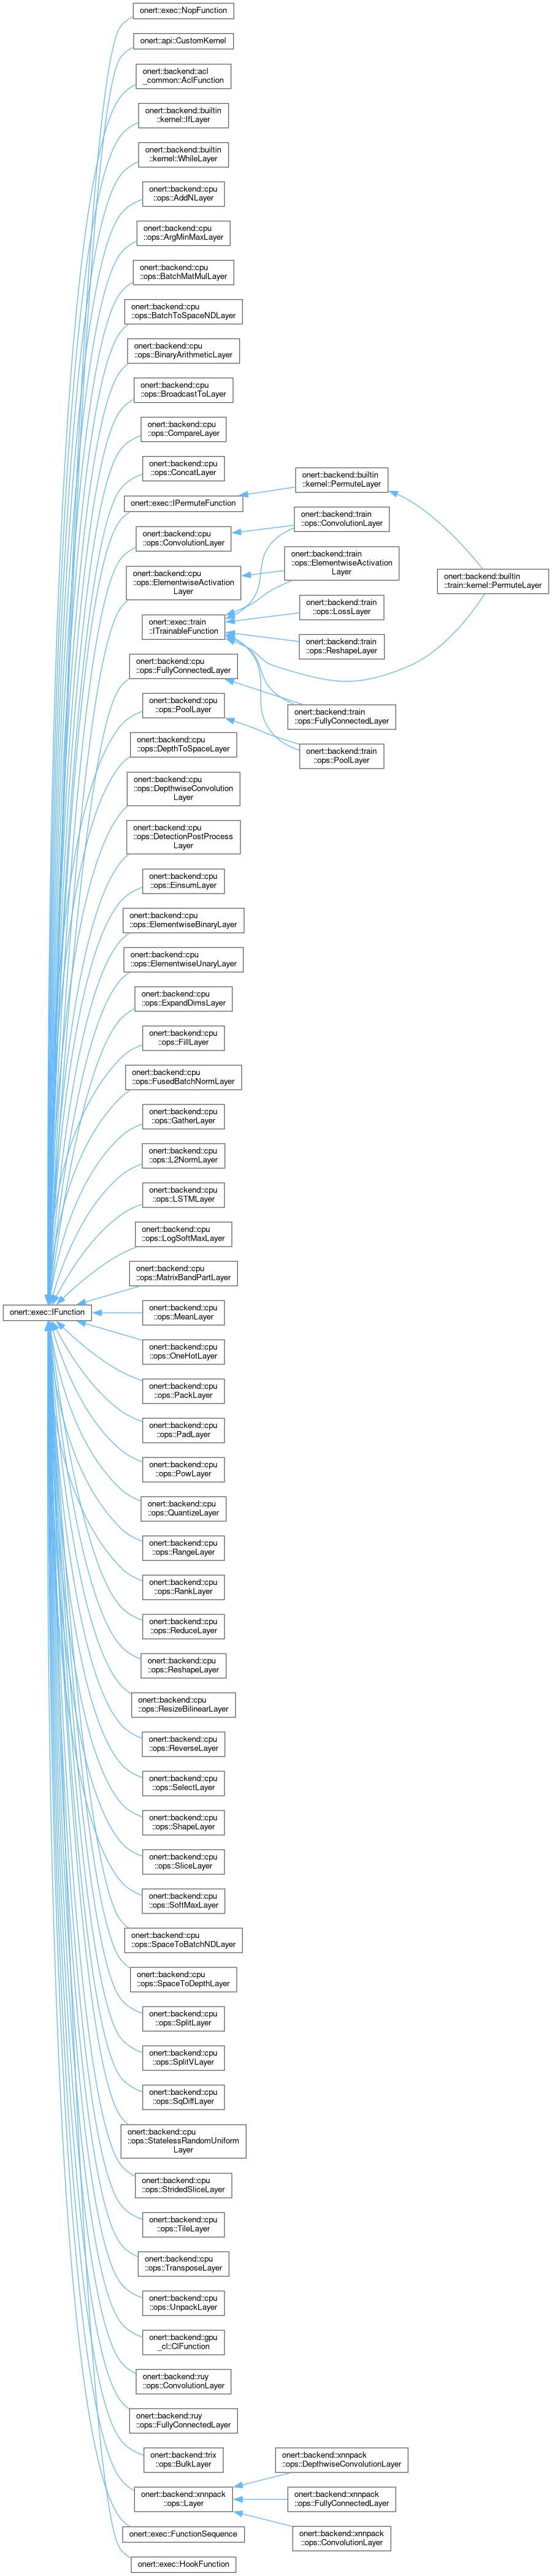 onert::exec::NopFunction
onert::api::CustomKernel
onert::backend::acl
_common::AclFunction
onert::backend::builtin
::kernel::IfLayer
onert::backend::builtin
::kernel::WhileLayer
onert::backend::cpu
::ops::AddNLayer
onert::backend::cpu
::ops::ArgMinMaxLayer
onert::backend::cpu
::ops::BatchMatMulLayer
onert::backend::cpu
::ops::BatchToSpaceNDLayer
onert::backend::cpu
::ops::BinaryArithmeticLayer
onert::backend::cpu
::ops::BroadcastToLayer
onert::backend::cpu
::ops::CompareLayer
onert::backend::cpu
::ops::ConcatLayer
onert::exec::IPermuteFunction
onert::backend::builtin
::kernel::PermuteLayer
onert::backend::cpu
::ops::ConvolutionLayer
onert::backend::train
::ops::ConvolutionLayer
onert::backend::cpu
::ops::ElementwiseActivation
Layer
onert::backend::train
::ops::ElementwiseActivation
Layer
onert::backend::builtin
::train::kernel::PermuteLayer
onert::exec::train
::ITrainableFunction
onert::backend::train
::ops::LossLayer
onert::backend::train
::ops::ReshapeLayer
onert::backend::cpu
::ops::FullyConnectedLayer
onert::backend::train
::ops::FullyConnectedLayer
onert::backend::cpu
::ops::PoolLayer
onert::backend::train
::ops::PoolLayer
onert::backend::cpu
::ops::DepthToSpaceLayer
onert::backend::cpu
::ops::DepthwiseConvolution
Layer
onert::backend::cpu
::ops::DetectionPostProcess
Layer
onert::backend::cpu
::ops::EinsumLayer
onert::backend::cpu
::ops::ElementwiseBinaryLayer
onert::backend::cpu
::ops::ElementwiseUnaryLayer
onert::backend::cpu
::ops::ExpandDimsLayer
onert::backend::cpu
::ops::FillLayer
onert::backend::cpu
::ops::FusedBatchNormLayer
onert::backend::cpu
::ops::GatherLayer
onert::backend::cpu
::ops::L2NormLayer
onert::backend::cpu
::ops::LSTMLayer
onert::backend::cpu
::ops::LogSoftMaxLayer
onert::backend::cpu
::ops::MatrixBandPartLayer
onert::exec::IFunction
onert::backend::cpu
::ops::MeanLayer
onert::backend::cpu
::ops::OneHotLayer
onert::backend::cpu
::ops::PackLayer
onert::backend::cpu
::ops::PadLayer
onert::backend::cpu
::ops::PowLayer
onert::backend::cpu
::ops::QuantizeLayer
onert::backend::cpu
::ops::RangeLayer
onert::backend::cpu
::ops::RankLayer
onert::backend::cpu
::ops::ReduceLayer
onert::backend::cpu
::ops::ReshapeLayer
onert::backend::cpu
::ops::ResizeBilinearLayer
onert::backend::cpu
::ops::ReverseLayer
onert::backend::cpu
::ops::SelectLayer
onert::backend::cpu
::ops::ShapeLayer
onert::backend::cpu
::ops::SliceLayer
onert::backend::cpu
::ops::SoftMaxLayer
onert::backend::cpu
::ops::SpaceToBatchNDLayer
onert::backend::cpu
::ops::SpaceToDepthLayer
onert::backend::cpu
::ops::SplitLayer
onert::backend::cpu
::ops::SplitVLayer
onert::backend::cpu
::ops::SqDiffLayer
onert::backend::cpu
::ops::StatelessRandomUniform
Layer
onert::backend::cpu
::ops::StridedSliceLayer
onert::backend::cpu
::ops::TileLayer
onert::backend::cpu
::ops::TransposeLayer
onert::backend::cpu
::ops::UnpackLayer
onert::backend::gpu
_cl::ClFunction
onert::backend::ruy
::ops::ConvolutionLayer
onert::backend::ruy
::ops::FullyConnectedLayer
onert::backend::trix
::ops::BulkLayer
onert::backend::xnnpack
::ops::Layer
onert::backend::xnnpack
::ops::DepthwiseConvolutionLayer
onert::backend::xnnpack
::ops::FullyConnectedLayer
onert::backend::xnnpack
::ops::ConvolutionLayer
onert::exec::FunctionSequence
onert::exec::HookFunction